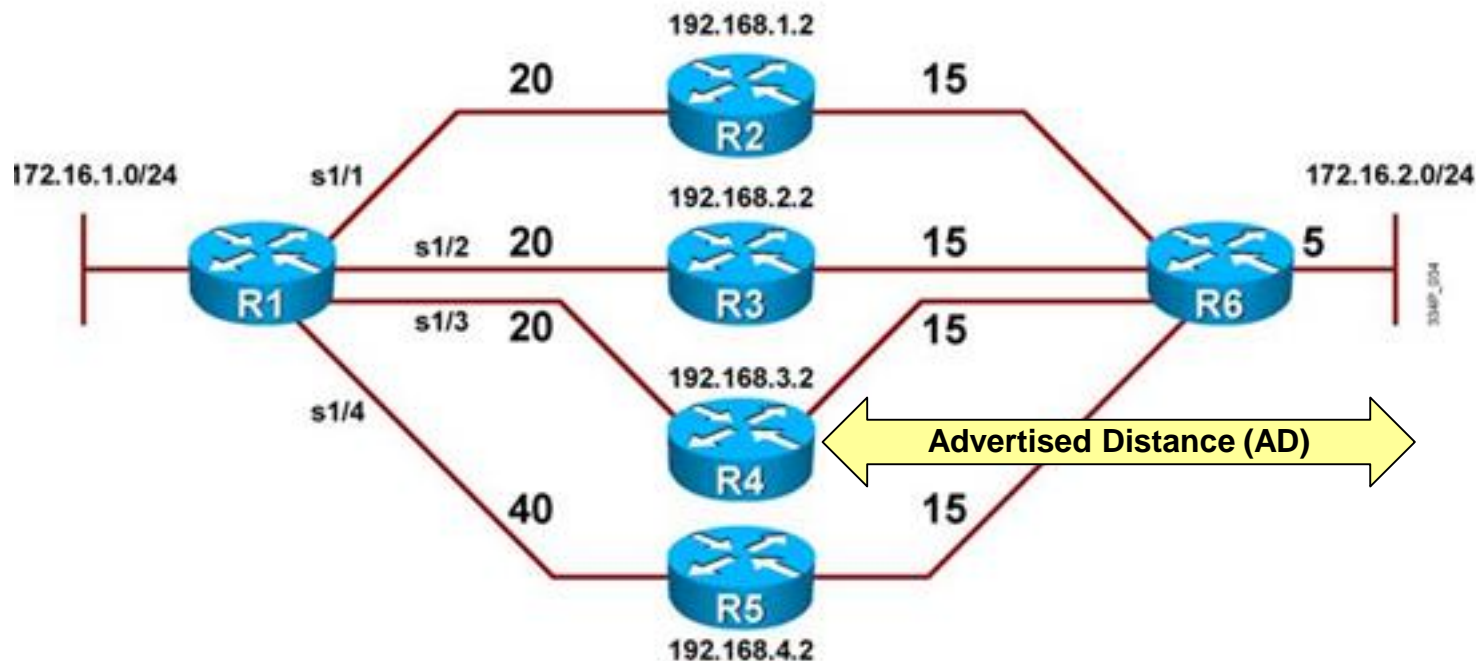 192.168.1.2
20
15
R2
172.16.1.0/24
s1/1
172.16.2.0/24
192.168.2.2
s1/2
20
15
5
R1
R3
R6
s1/3
20
15
192.168.3.2
s1/4
Advertised Distance (AD)
R4
40
15
R5
192.168.4.2